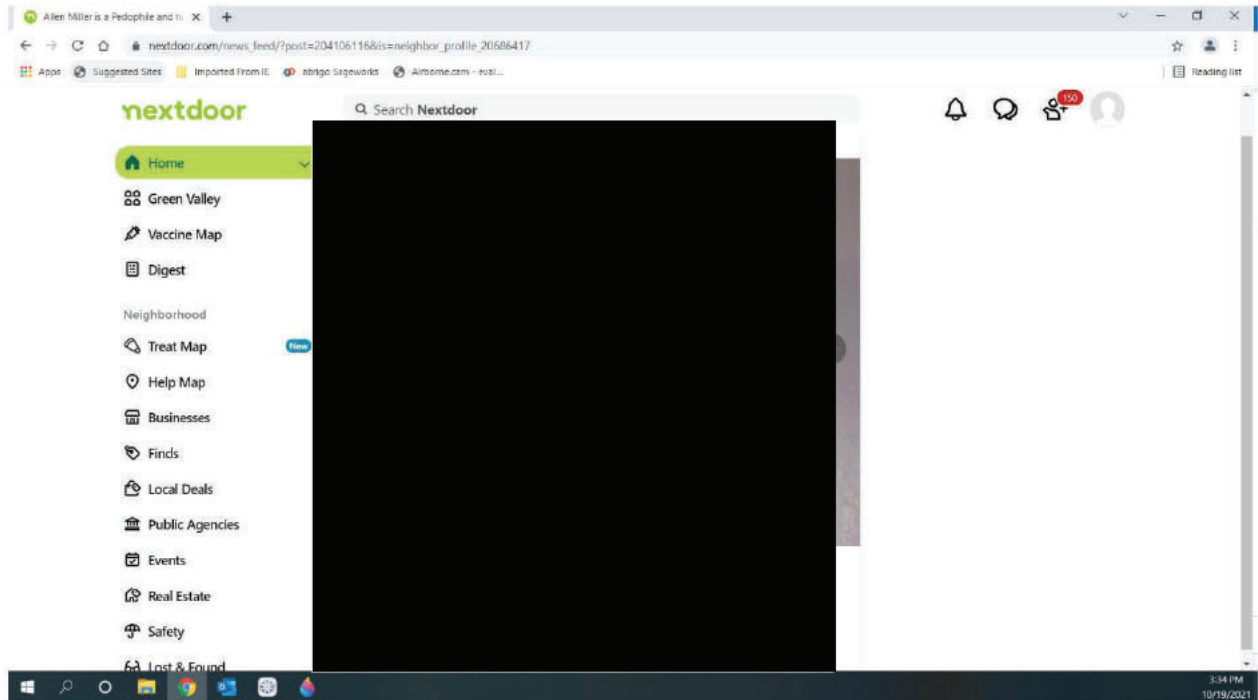 Allen Miller is a Pedophile and h
nextdoor.com/news_feed/?post=204106116&is=neighbor_profile_20686417
Apps Suggested Sites Imported From IE abrigo Sageworks Airborne.com - eval... Reading list
nextdoor Search Nextdoor 150
Home
Green Valley
Vaccine Map
Digest
Neighborhood
Treat Map New
Help Map
Businesses
Finds
Local Deals
Public Agencies
Events
Real Estate
Safety
Lost & Found
3:34 PM
10/19/2021